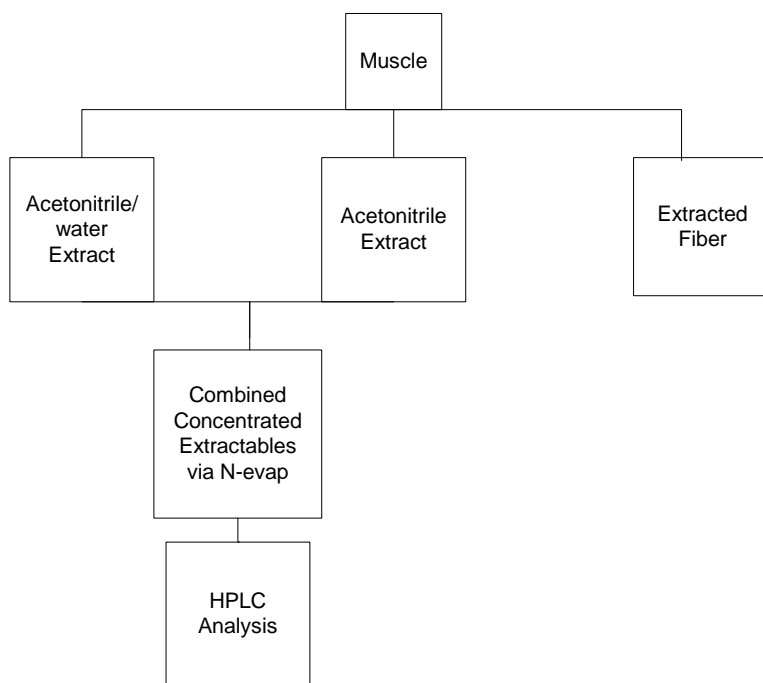 Muscle
Acetonitrile/
water
Extract
Acetonitrile
Extract
Extracted
Fiber
Combined
Concentrated
Extractables
via N-evap
HPLC
Analysis